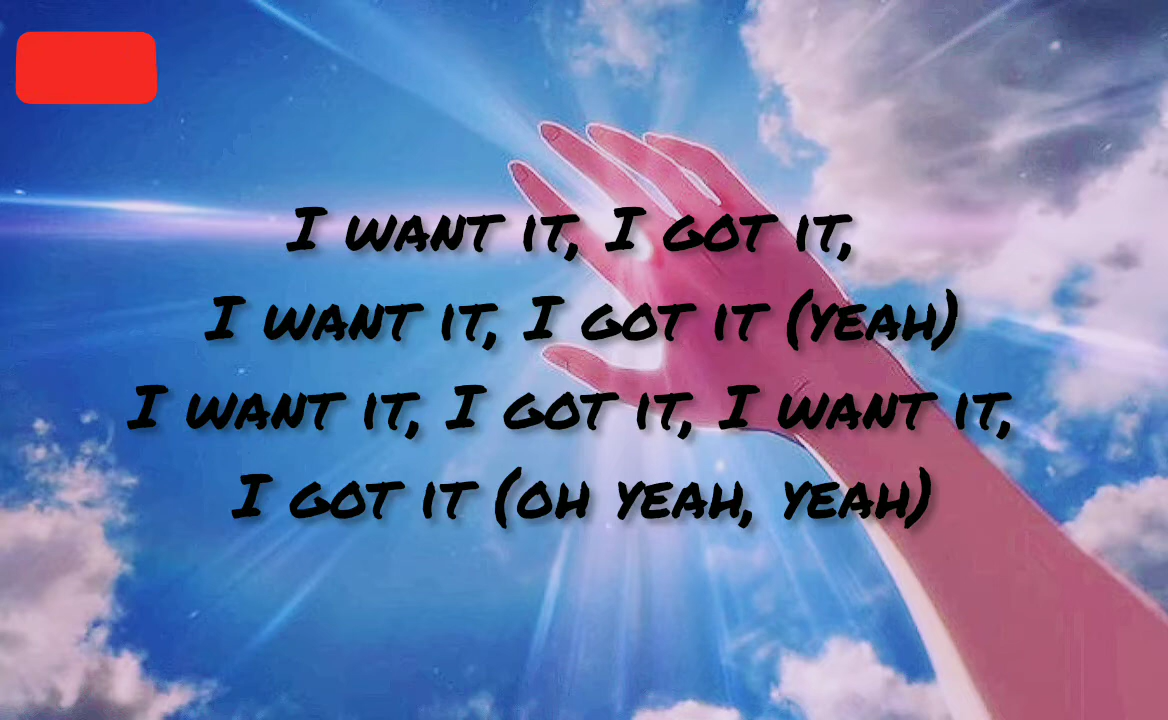 I WANT IT, I GOT IT,
I WANT IT, I GOT IT (YEAH)
I WANT IT, I GOT IT, I WANT IT,
I GOT IT (OH YEAH, YEAH)